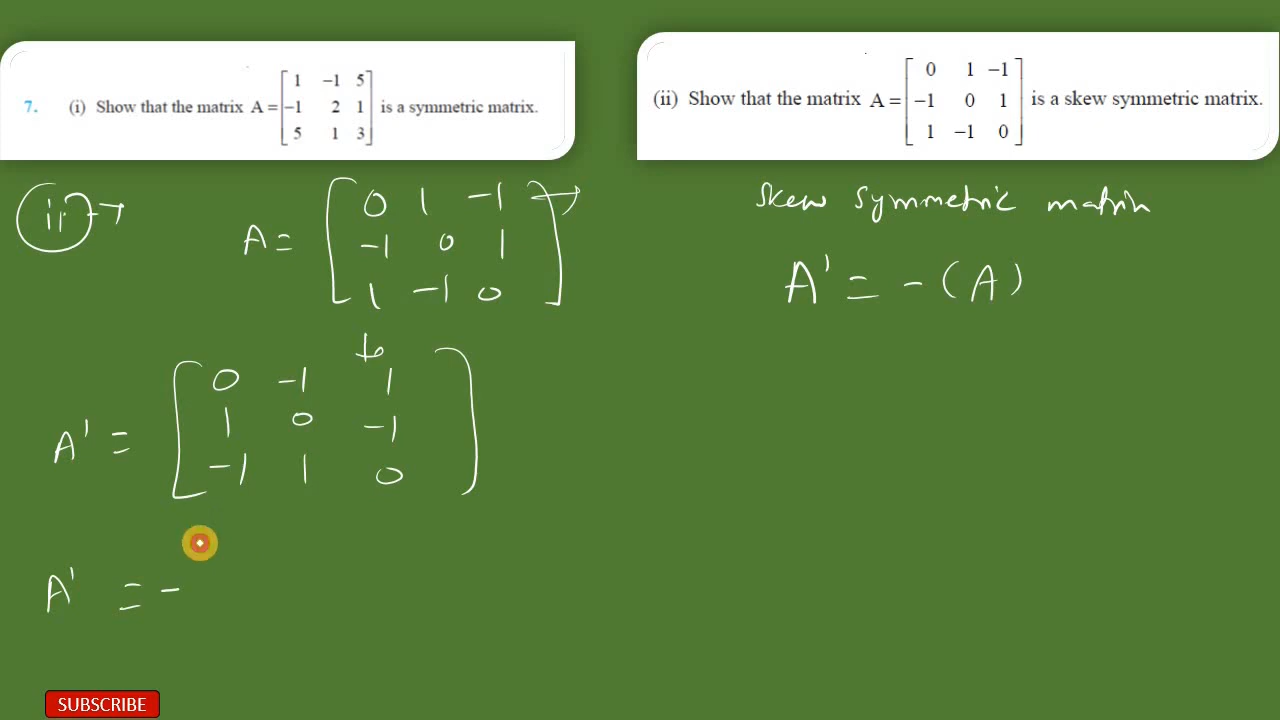 7. (i) Show that the matrix A = [ 1 −1 5
−1 2 1
5 1 3 ] is a symmetric matrix.
(ii) Show that the matrix A = [ 0 1 −1
−1 0 1
1 −1 0 ] is a skew symmetric matrix.
ii →
A = [ 0 1 −1
−1 0 1
1 −1 0 ]
A' = [ 0 −1 1
1 0 −1
−1 1 0 ]
A' = −
Skew symmetric matrix
A' = −(A)
SUBSCRIBE